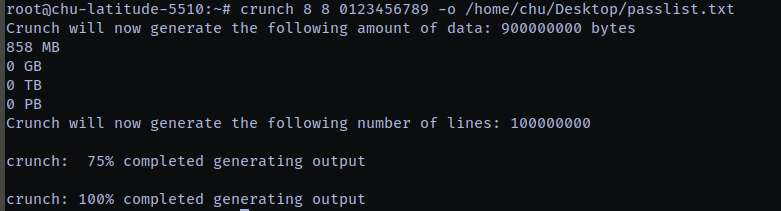 root@chu-latitude-5510:~# crunch 8 8 0123456789 -o /home/chu/Desktop/passlist.txt
Crunch will now generate the following amount of data: 900000000 bytes
858 MB
0 GB
0 TB
0 PB
Crunch will now generate the following number of lines: 100000000
crunch:  75% completed generating output
crunch: 100% completed generating output